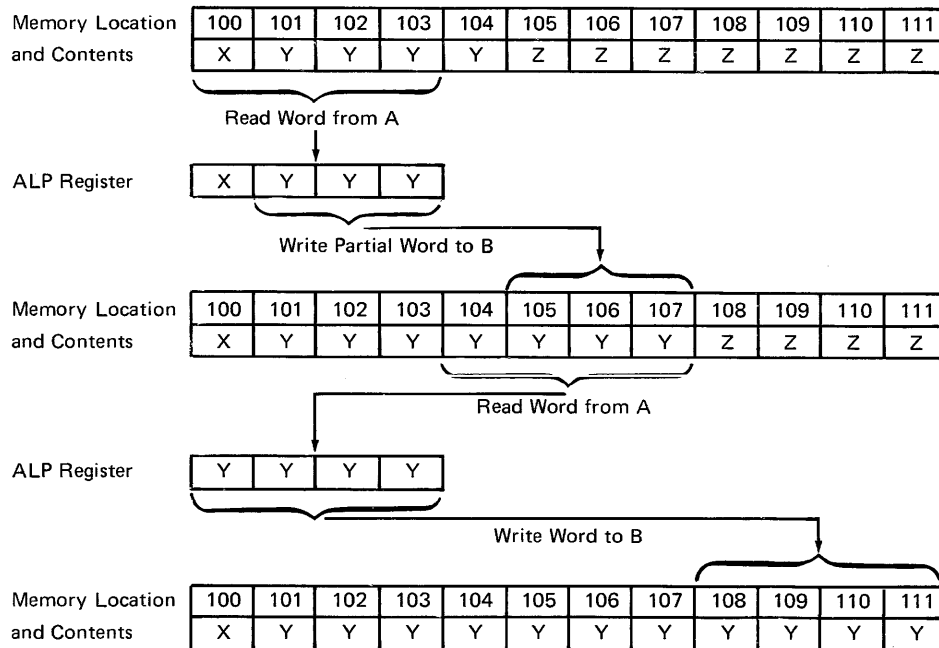 Memory Location 100 101 102 103 104 105 106 107 108 109 110 111
and Contents X Y Y Y Y Z Z Z Z Z Z Z
Read Word from A
ALP Register X Y Y Y
Write Partial Word to B
Memory Location 100 101 102 103 104 105 106 107 108 109 110 111
and Contents X Y Y Y Y Y Y Y Z Z Z Z
Read Word from A
ALP Register Y Y Y Y
Write Word to B
Memory Location 100 101 102 103 104 105 106 107 108 109 110 111
and Contents X Y Y Y Y Y Y Y Y Y Y Y